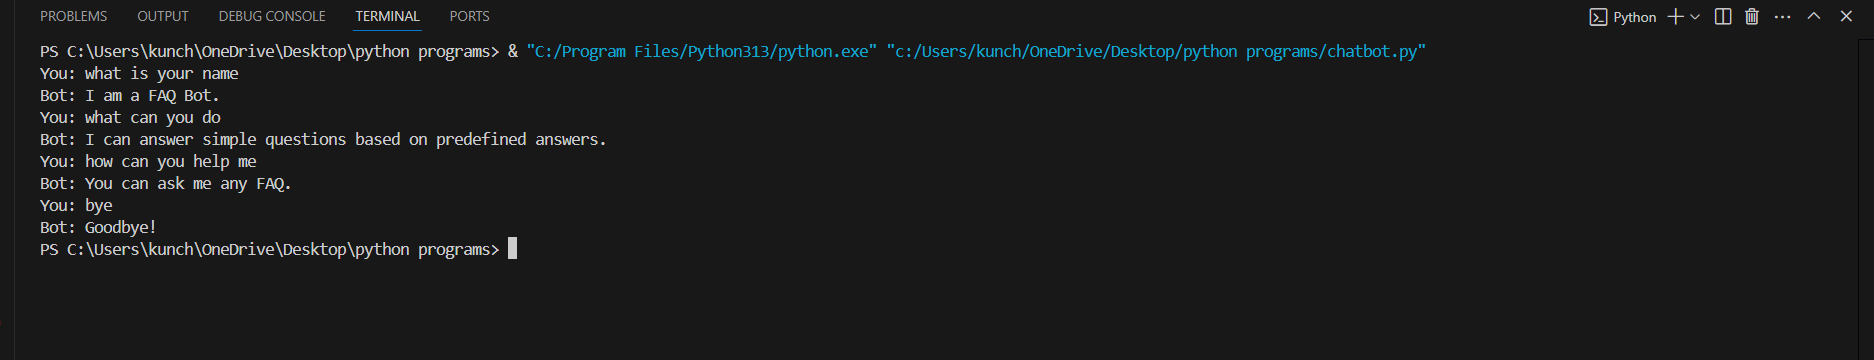 PROBLEMS OUTPUT DEBUG CONSOLE TERMINAL PORTS Python
PS C:\Users\kunch\OneDrive\Desktop\python programs> & "C:/Program Files/Python313/python.exe" "c:/Users/kunch/OneDrive/Desktop/python programs/chatbot.py"
You: what is your name
Bot: I am a FAQ Bot.
You: what can you do
Bot: I can answer simple questions based on predefined answers.
You: how can you help me
Bot: You can ask me any FAQ.
You: bye
Bot: Goodbye!
PS C:\Users\kunch\OneDrive\Desktop\python programs>